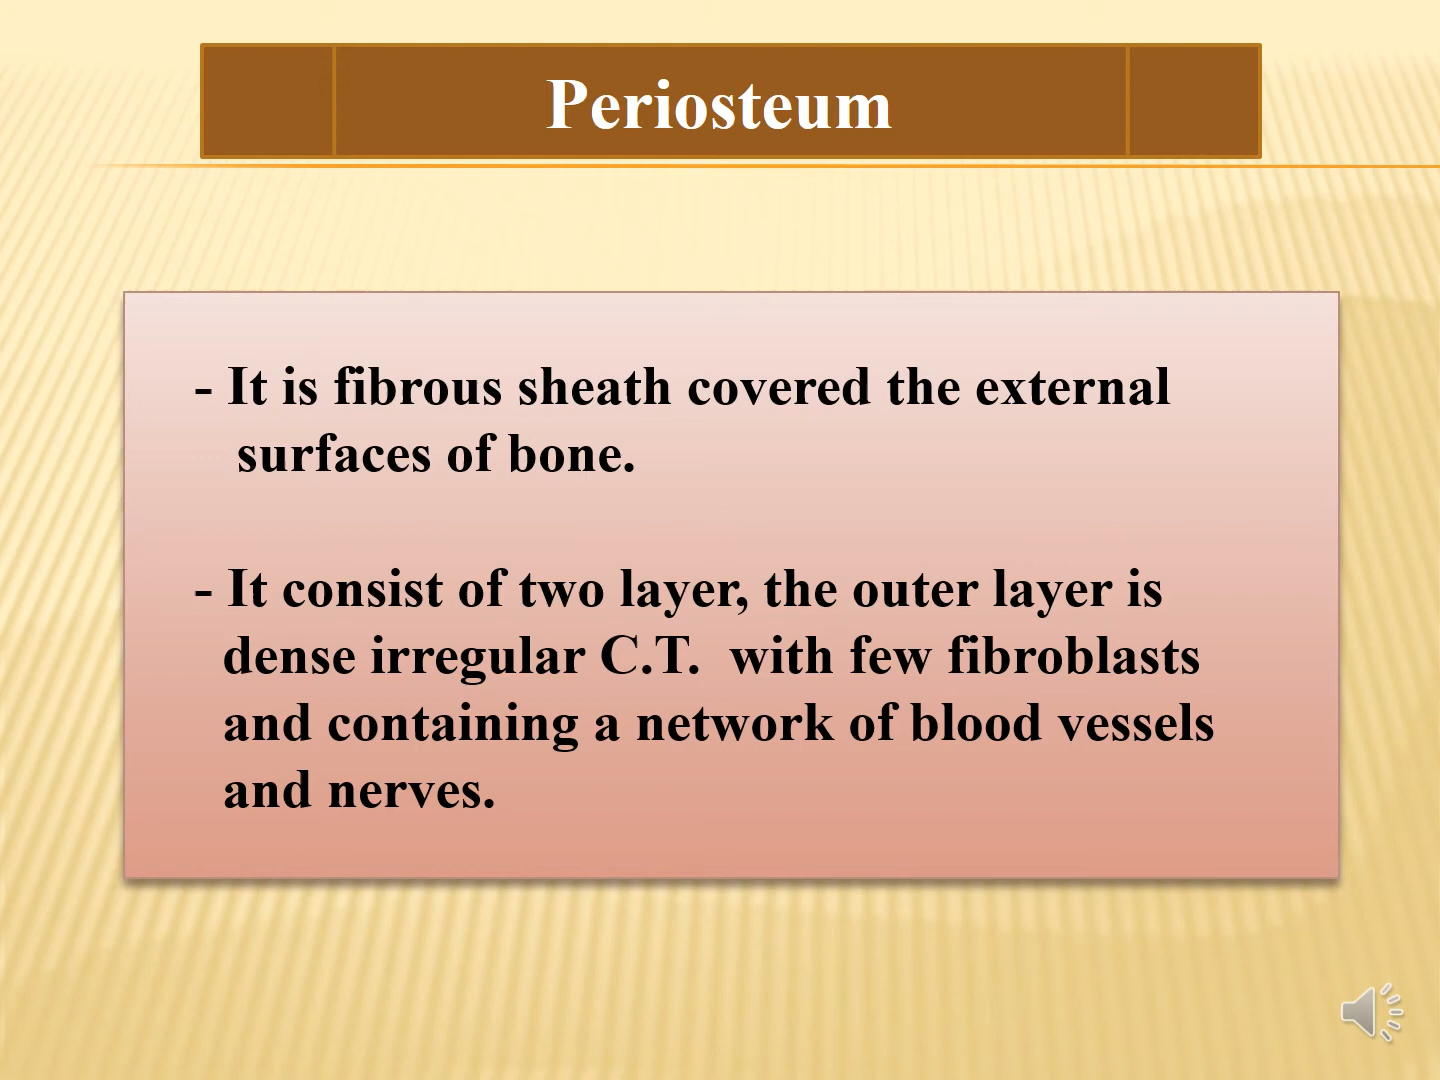 Periosteum
- It is fibrous sheath covered the external
surfaces of bone.
- It consist of two layer, the outer layer is
dense irregular C.T.  with few fibroblasts
and containing a network of blood vessels
and nerves.